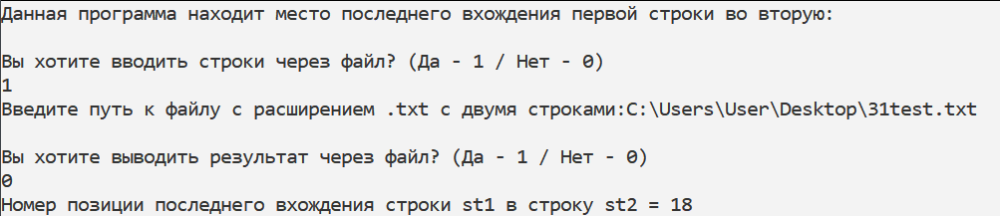 Данная программа находит место последнего вхождения первой строки во вторую:
Вы хотите вводить строки через файл? (Да - 1 / Нет - 0)
1
Введите путь к файлу с расширением .txt с двумя строками:C:\Users\User\Desktop\31test.txt
Вы хотите выводить результат через файл? (Да - 1 / Нет - 0)
0
Номер позиции последнего вхождения строки st1 в строку st2 = 18